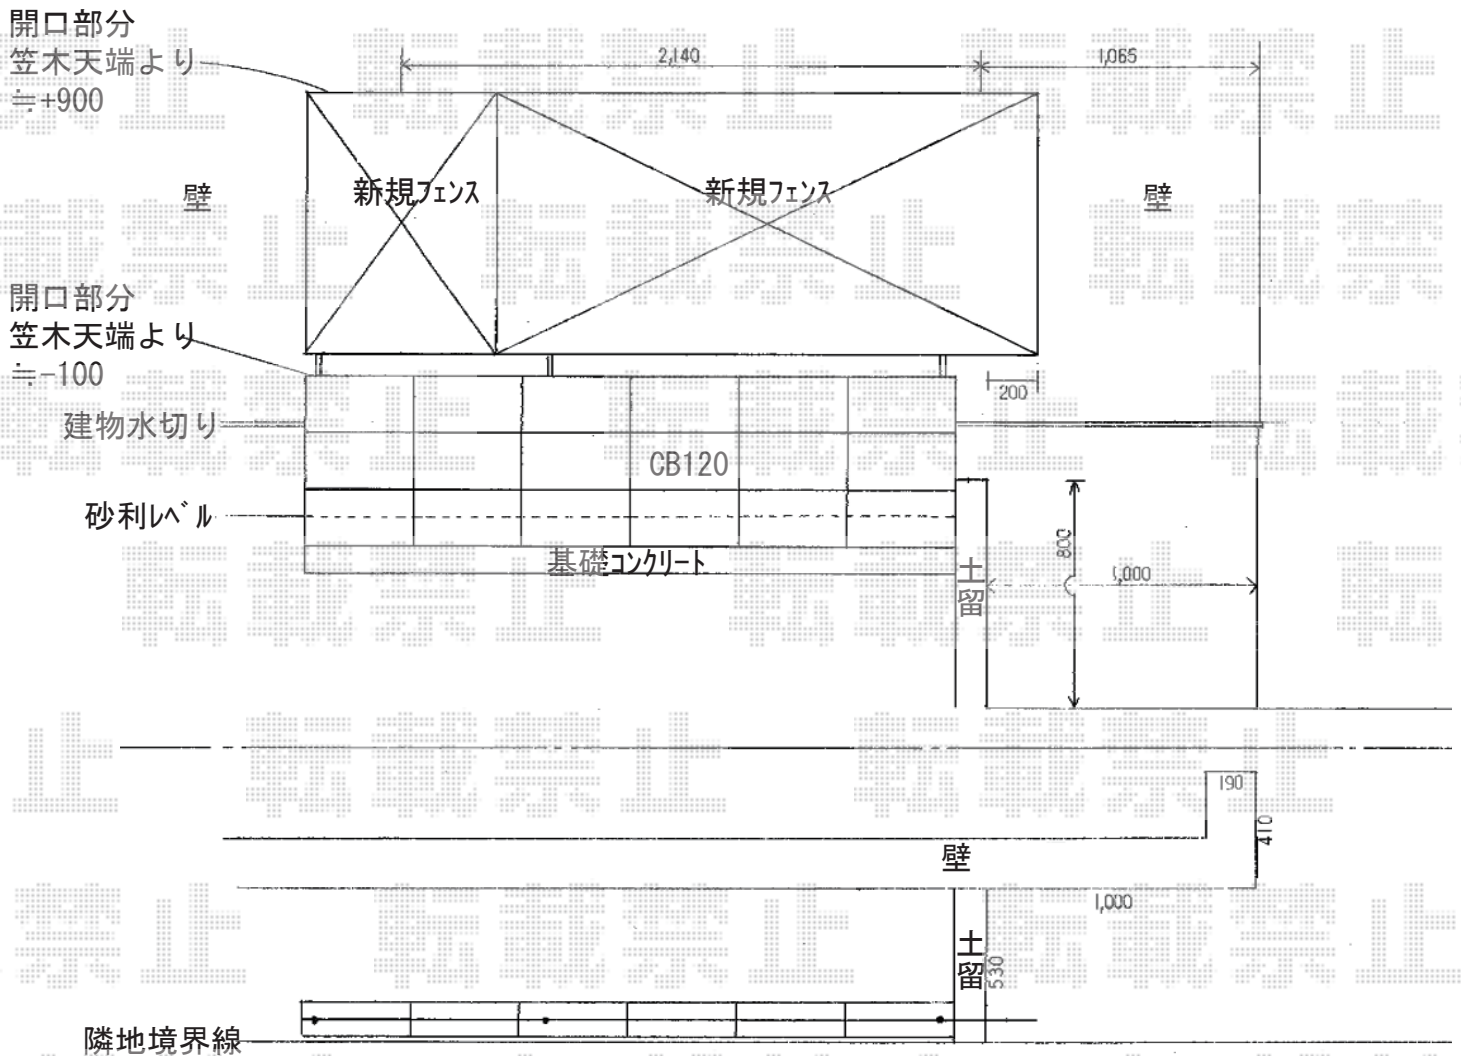 開口部分
笠木天端より
≒+900
2,140
1,065
壁
新規フェンス
新規フェンス
壁
開口部分
笠木天端より
≒-100
200
建物水切り
CB120
砂利レベル
800
基礎コンクリート
土留
1,000
190
410
壁
1,000
土留
530
隣地境界線
転載禁止